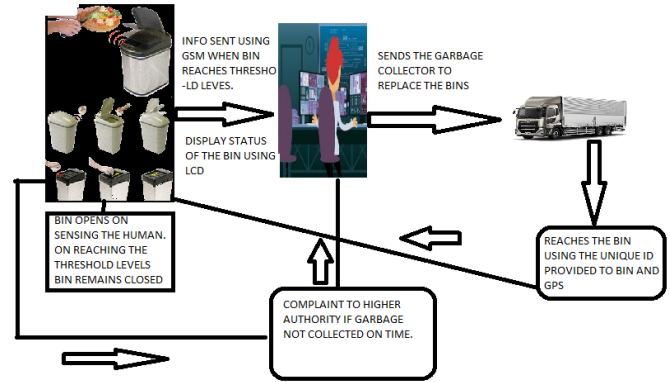 INFO SENT USING
GSM WHEN BIN
REACHES THRESHO
-LD LEVES.
DISPLAY STATUS
OF THE BIN USING
LCD
SENDS THE GARBAGE
COLLECTOR TO
REPLACE THE BINS
BIN OPENS ON
SENSING THE HUMAN.
ON REACHING THE
THRESHOLD LEVELS
BIN REMAINS CLOSED
REACHES THE BIN
USING THE UNIQUE ID
PROVIDED TO BIN AND
GPS
COMPLAINT TO HIGHER
AUTHORITY IF GARBAGE
NOT COLLECTED ON TIME.